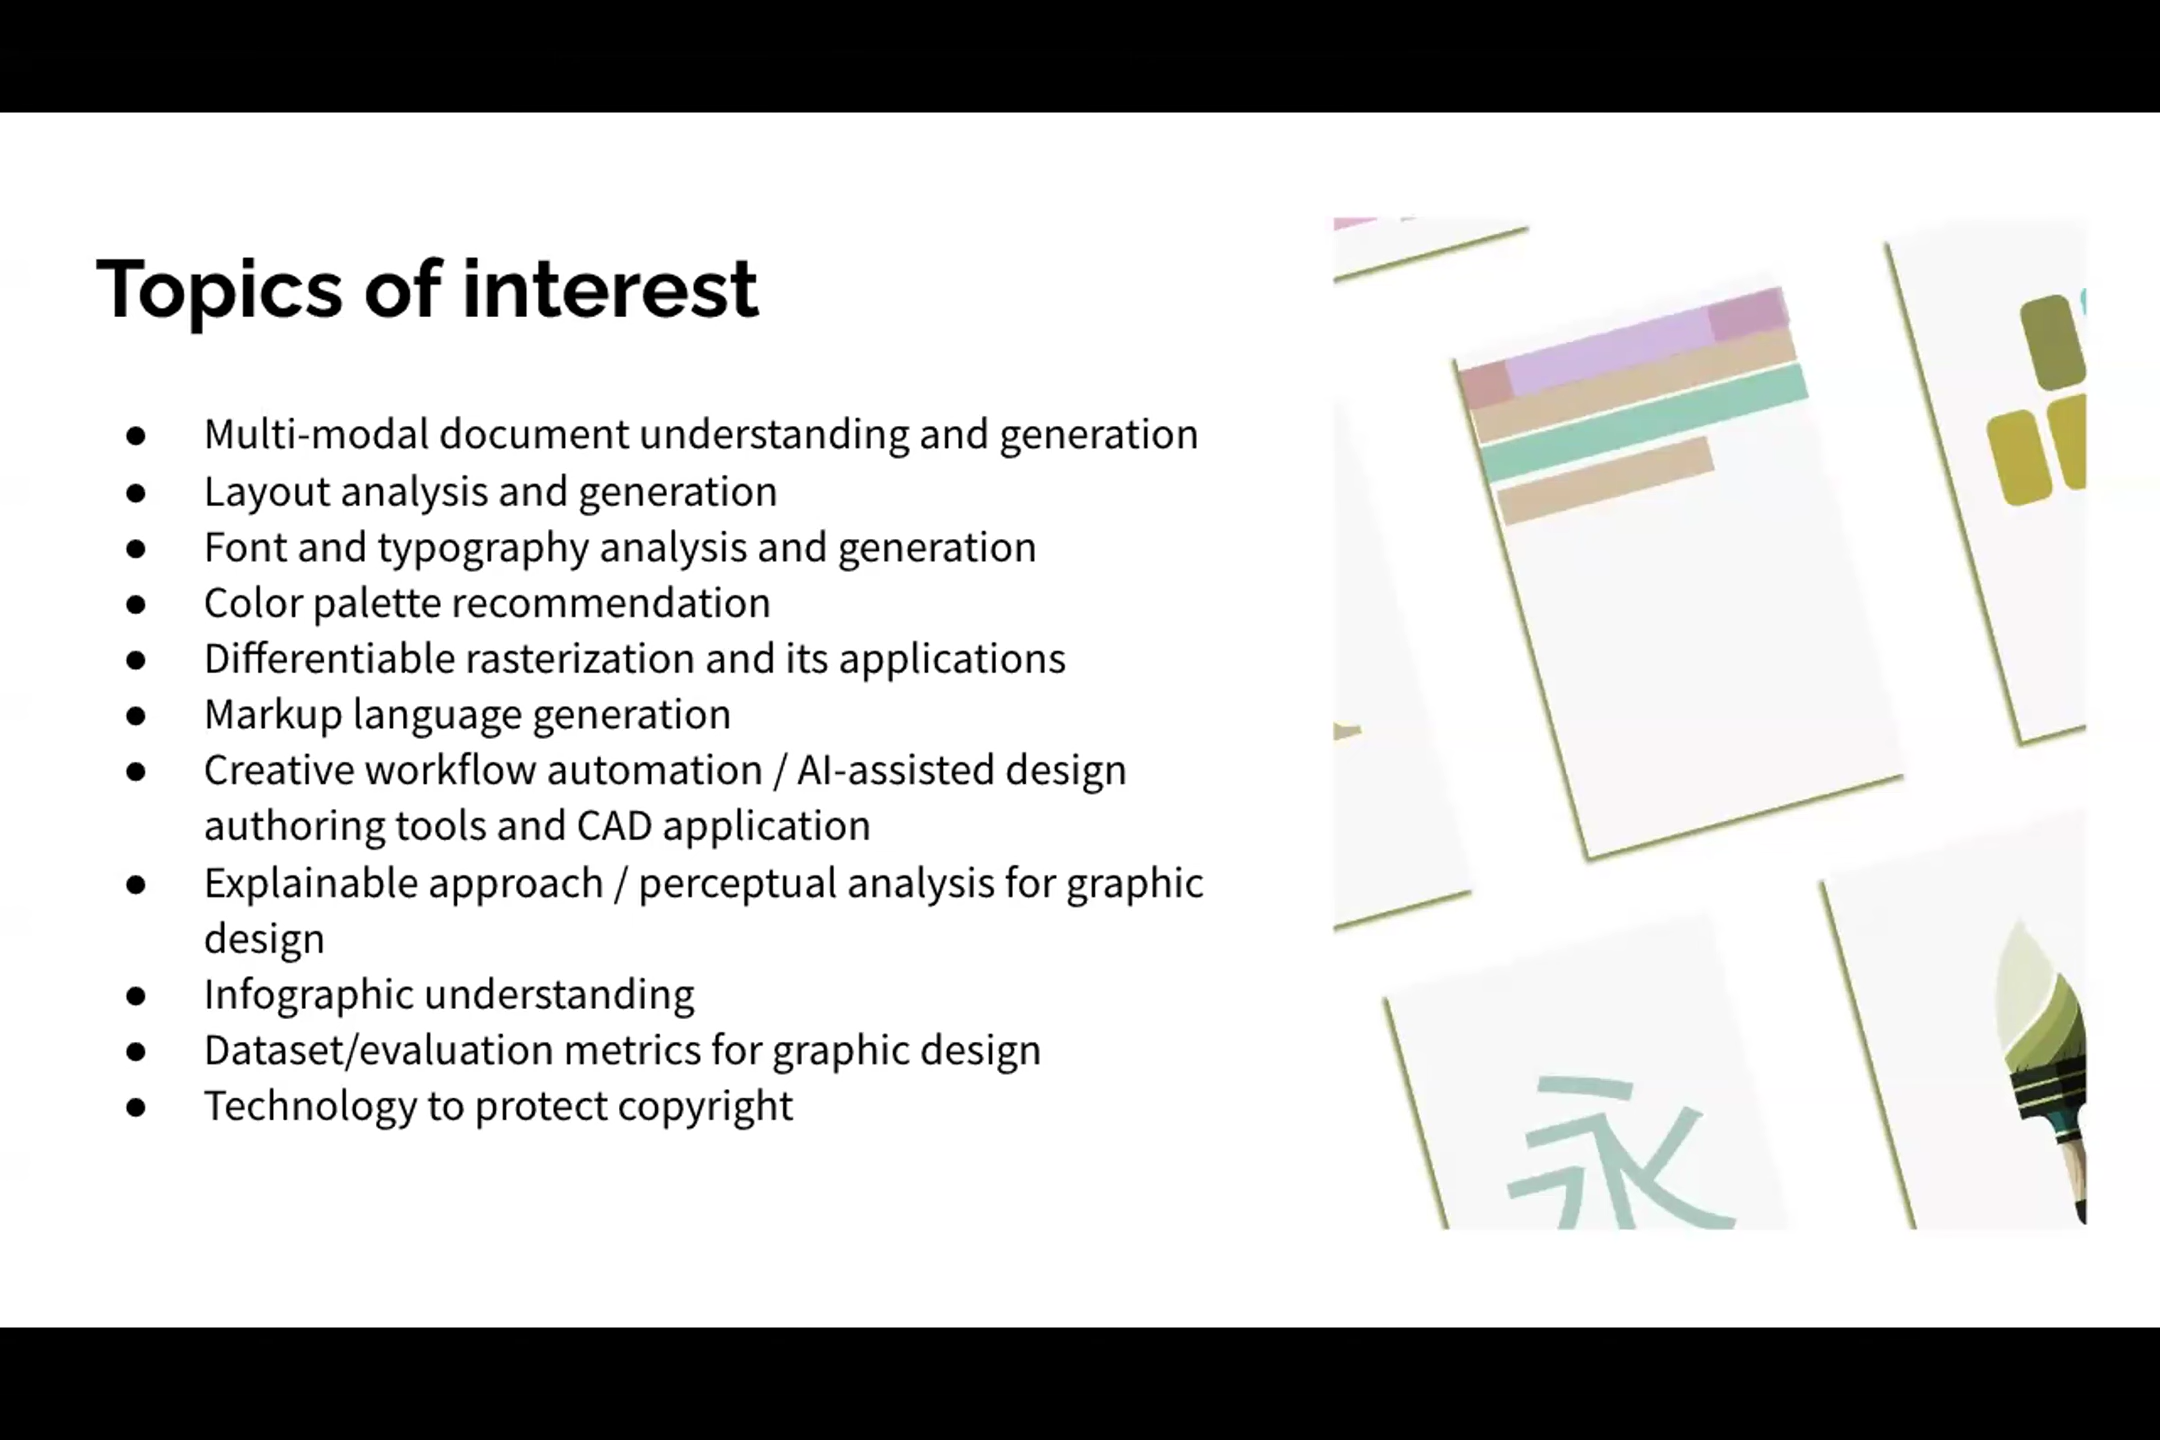 Topics of interest
● Multi-modal document understanding and generation
● Layout analysis and generation
● Font and typography analysis and generation
● Color palette recommendation
● Differentiable rasterization and its applications
● Markup language generation
● Creative workflow automation / AI-assisted design
authoring tools and CAD application
● Explainable approach / perceptual analysis for graphic
design
● Infographic understanding
● Dataset/evaluation metrics for graphic design
● Technology to protect copyright
永